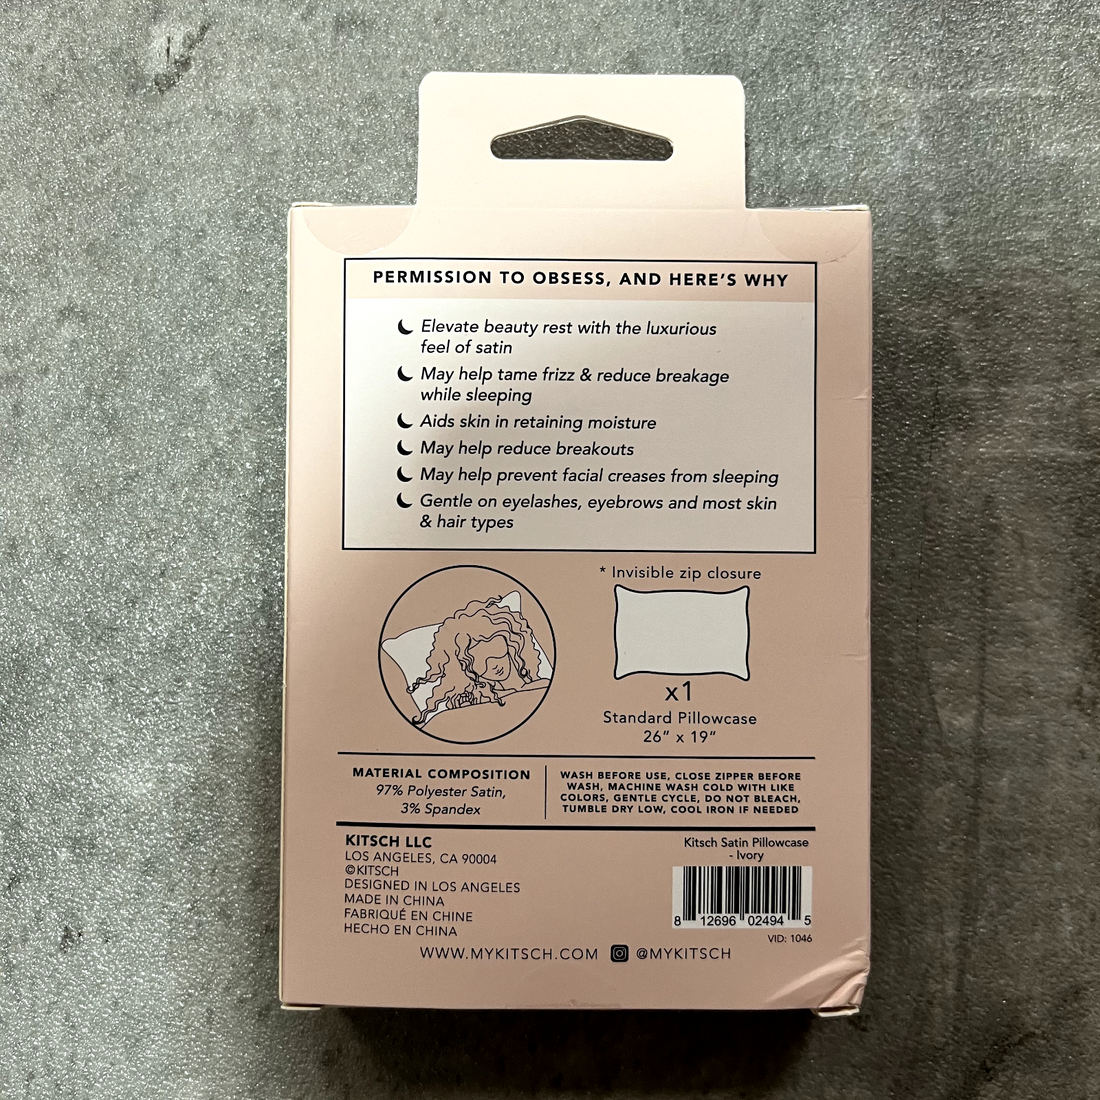 PERMISSION TO OBSESS, AND HERE'S WHY
Elevate beauty rest with the luxurious
feel of satin
May help tame frizz & reduce breakage
while sleeping
Aids skin in retaining moisture
May help reduce breakouts
May help prevent facial creases from sleeping
Gentle on eyelashes, eyebrows and most skin
& hair types
* Invisible zip closure
x1
Standard Pillowcase
26" x 19"
MATERIAL COMPOSITION
97% Polyester Satin,
3% Spandex
WASH BEFORE USE, CLOSE ZIPPER BEFORE
WASH, MACHINE WASH COLD WITH LIKE
COLORS, GENTLE CYCLE, DO NOT BLEACH,
TUMBLE DRY LOW, COOL IRON IF NEEDED
KITSCH LLC
LOS ANGELES, CA 90004
©KITSCH
DESIGNED IN LOS ANGELES
MADE IN CHINA
FABRIQUÉ EN CHINE
HECHO EN CHINA
Kitsch Satin Pillowcase
- Ivory
8 12696 02494 5
VID: 1046
WWW.MYKITSCH.COM @MYKITSCH